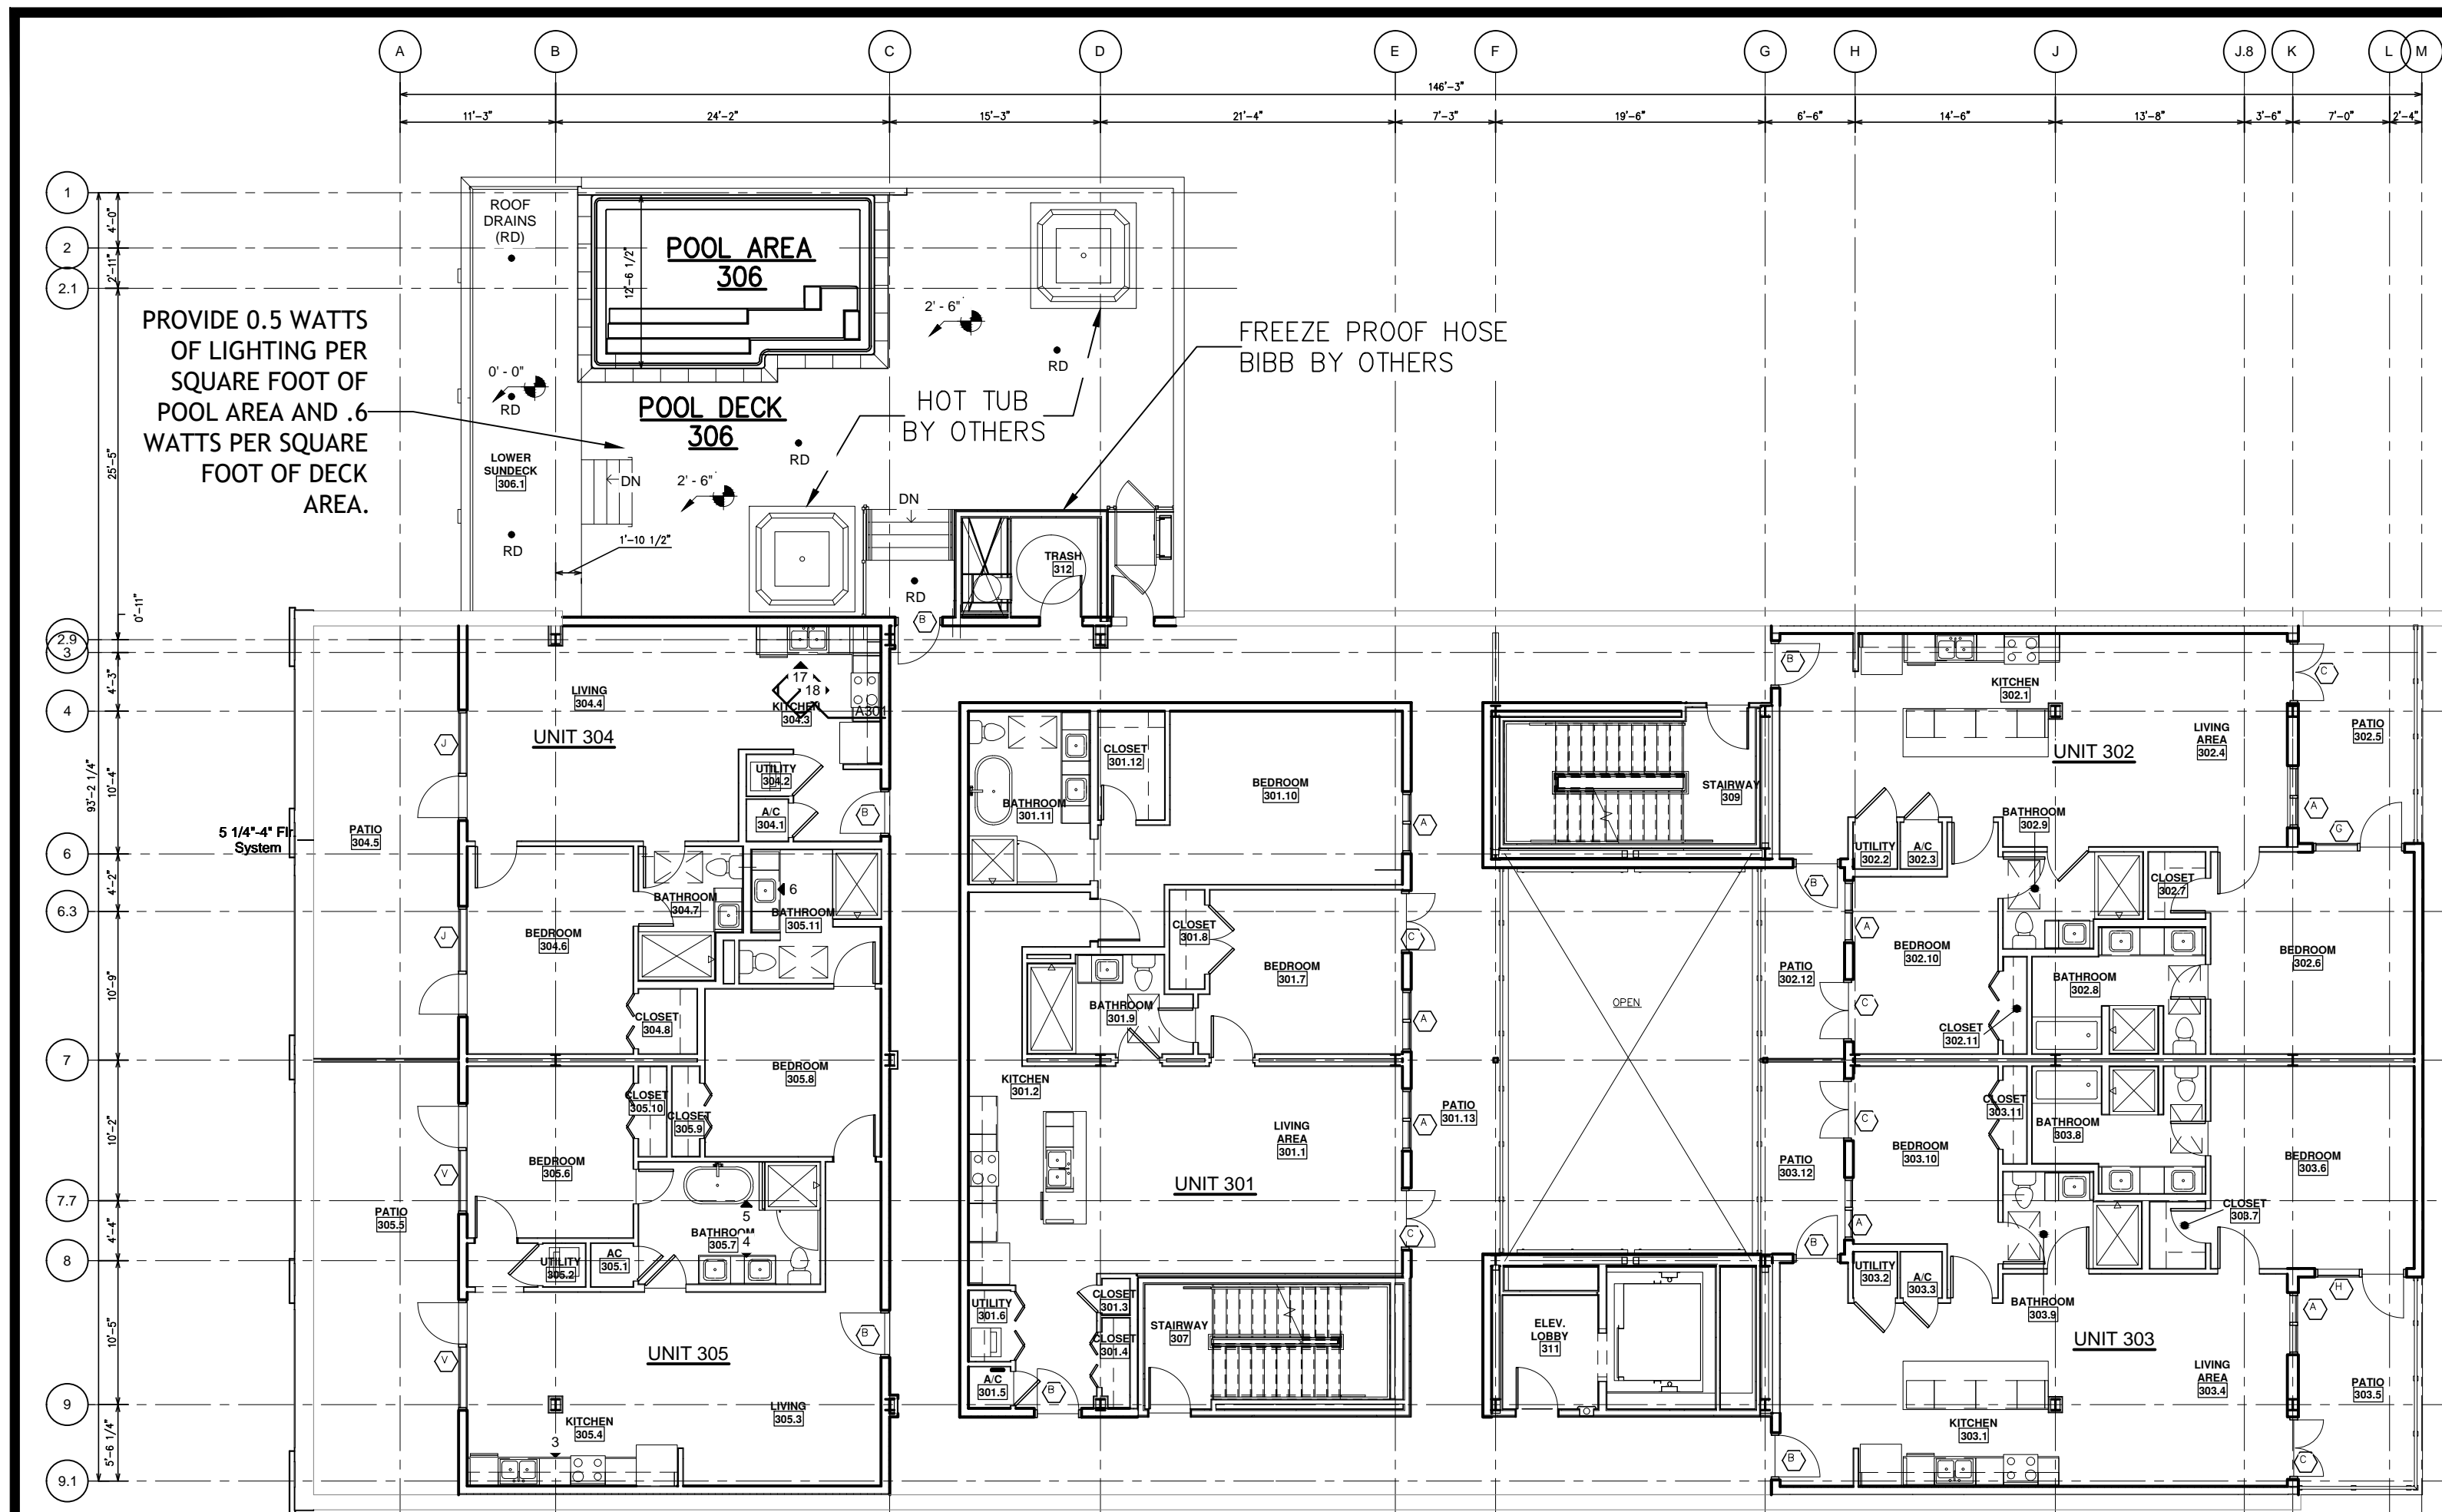 A B C D E F G H J J.8 K L M
146'-3"
11'-3" 24'-2" 15'-3" 21'-4" 7'-3" 19'-6" 6'-6" 14'-6" 13'-8" 3'-6" 7'-0" 2'-4"
1
2
2.1
2.9
3
4
6
6.3
7
7.7
8
9
9.1
4'-0"
2'-11"
25'-5"
0'-11"
4'-3"
10'-4"
93'-2 1/4"
4'-2"
10'-9"
10'-2"
4'-4"
10'-5"
5'-6 1/4"
ROOF
DRAINS
(RD)
12'-6 1/2"
POOL AREA
306
PROVIDE 0.5 WATTS
OF LIGHTING PER
SQUARE FOOT OF
POOL AREA AND .6
WATTS PER SQUARE
FOOT OF DECK
AREA.
2' - 6"
RD
FREEZE PROOF HOSE
BIBB BY OTHERS
0' - 0"
RD
POOL DECK
306
HOT TUB
BY OTHERS
RD
LOWER
SUNDECK
306.1
DN
2' - 6"
DN
RD
1'-10 1/2"
TRASH
312
RD
B
5 1/4"-4" Flr.
System
PATIO
304.5
LIVING
304.4
17
18
KITCHEN
304.3
A301
UNIT 304
J
UTILITY
304.2
A/C
304.1
B
BATHROOM
304.7
6
BATHROOM
305.11
BEDROOM
304.6
J
CLOSET
304.8
BEDROOM
305.8
CLOSET
305.10
CLOSET
305.9
BEDROOM
305.6
V
PATIO
305.5
5
BATHROOM
305.7
4
UTILITY
305.2
AC
305.1
B
V
UNIT 305
LIVING
305.3
KITCHEN
305.4
3
CLOSET
301.12
BATHROOM
301.11
BEDROOM
301.10
A
CLOSET
301.8
C
BEDROOM
301.7
BATHROOM
301.9
A
KITCHEN
301.2
LIVING
AREA
301.1
A
PATIO
301.13
UNIT 301
C
UTILITY
301.6
CLOSET
301.3
CLOSET
301.4
A/C
301.5
B
STAIRWAY
307
STAIRWAY
309
OPEN
ELEV.
LOBBY
311
B
KITCHEN
302.1
C
LIVING
AREA
302.4
PATIO
302.5
UNIT 302
A
G
BATHROOM
302.9
UTILITY
302.2
A/C
302.3
B
CLOSET
302.7
A
BEDROOM
302.10
BEDROOM
302.6
PATIO
302.12
BATHROOM
302.8
C
CLOSET
302.11
CLOSET
303.11
C
BATHROOM
303.8
BEDROOM
303.10
BEDROOM
303.6
PATIO
303.12
CLOSET
303.7
A
B
UTILITY
303.2
A/C
303.3
BATHROOM
303.9
H
A
UNIT 303
LIVING
AREA
303.4
PATIO
303.5
KITCHEN
303.1
B
C